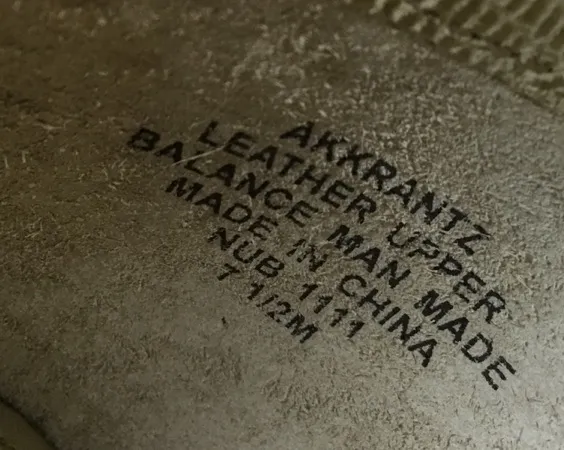 AKKRANTZ
LEATHER UPPER
BALANCE MAN MADE
MADE IN CHINA
NUB 1111
7 1/2M